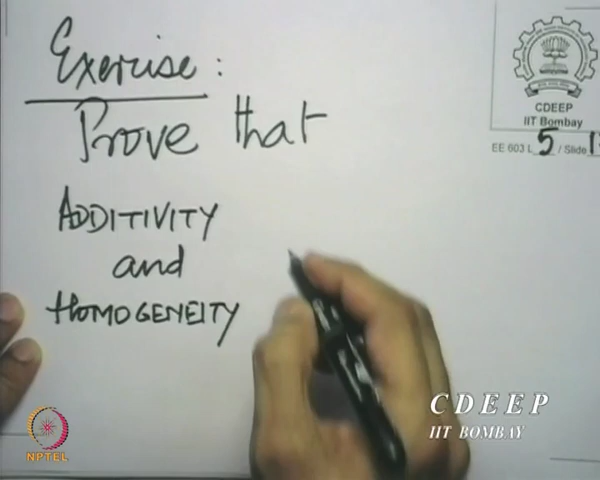 Exercise :
Prove that
ADDITIVITY
and
HOMOGENEITY
CDEEP
IIT Bombay
EE 603 L 5 / Slide 1
CDEEP
IIT BOMBAY
NPTEL